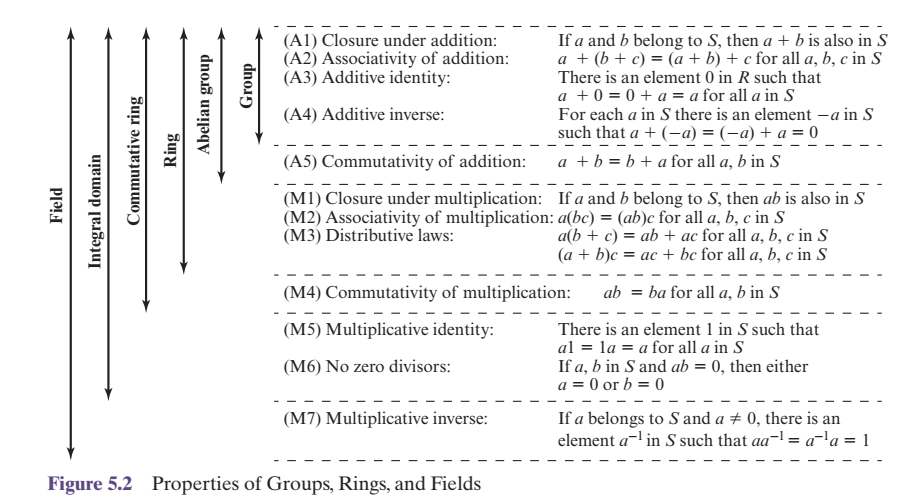 Field
Integral domain
Commutative ring
Ring
Abelian group
Group
(A1) Closure under addition: If a and b belong to S, then a + b is also in S
(A2) Associativity of addition: a + (b + c) = (a + b) + c for all a, b, c in S
(A3) Additive identity: There is an element 0 in R such that
a + 0 = 0 + a = a for all a in S
(A4) Additive inverse: For each a in S there is an element −a in S
such that a + (−a) = (−a) + a = 0
(A5) Commutativity of addition: a + b = b + a for all a, b in S
(M1) Closure under multiplication: If a and b belong to S, then ab is also in S
(M2) Associativity of multiplication: a(bc) = (ab)c for all a, b, c in S
(M3) Distributive laws: a(b + c) = ab + ac for all a, b, c in S
(a + b)c = ac + bc for all a, b, c in S
(M4) Commutativity of multiplication: ab = ba for all a, b in S
(M5) Multiplicative identity: There is an element 1 in S such that
a1 = 1a = a for all a in S
(M6) No zero divisors: If a, b in S and ab = 0, then either
a = 0 or b = 0
(M7) Multiplicative inverse: If a belongs to S and a ≠ 0, there is an
element a⁻¹ in S such that aa⁻¹ = a⁻¹a = 1
Figure 5.2 Properties of Groups, Rings, and Fields